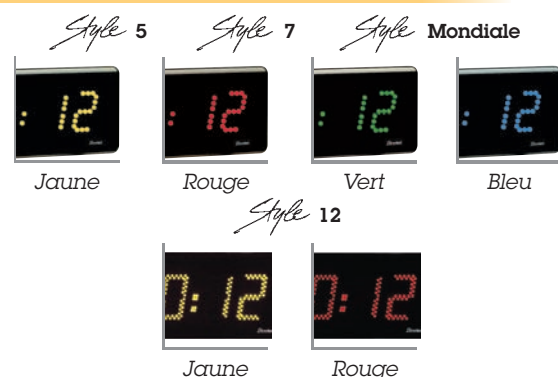 Style 5 Style 7 Style Mondiale
: 12 : 12 : 12 : 12
Jaune Rouge Vert Bleu
Style 12
0: 12 0: 12
Jaune Rouge